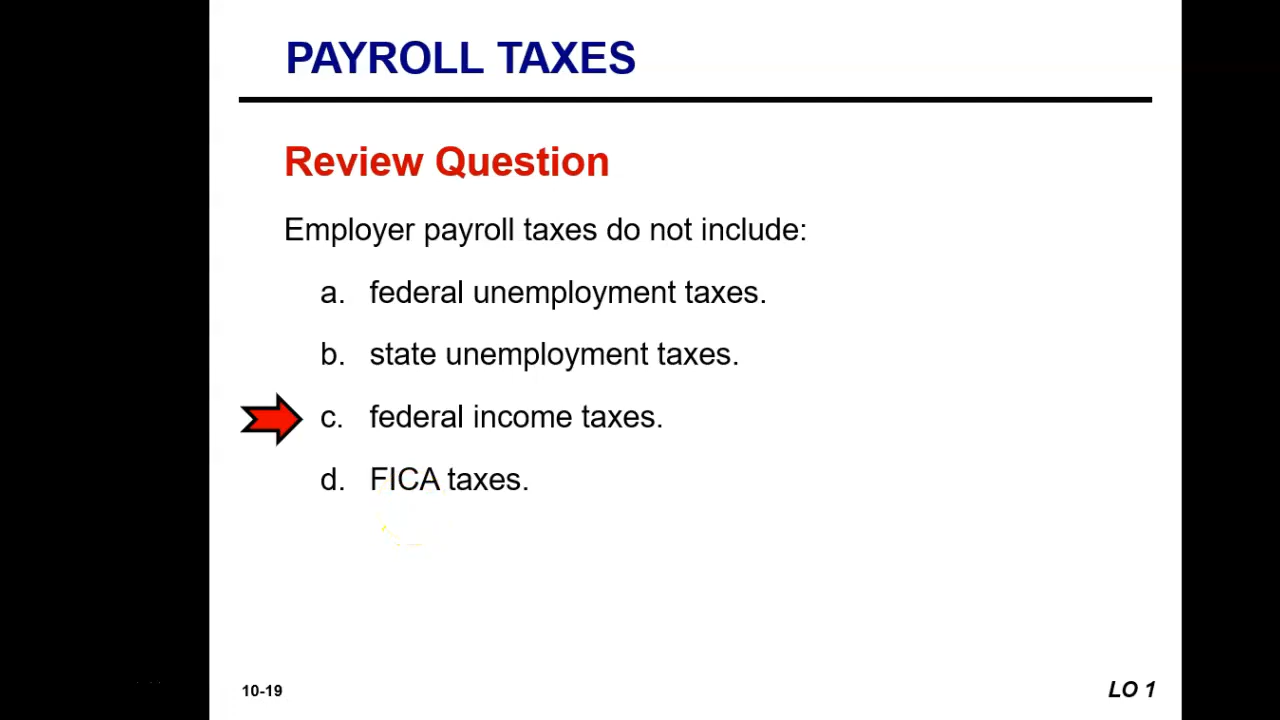 PAYROLL TAXES
Review Question
Employer payroll taxes do not include:
a. federal unemployment taxes.
b. state unemployment taxes.
c. federal income taxes.
d. FICA taxes.
10-19
LO 1